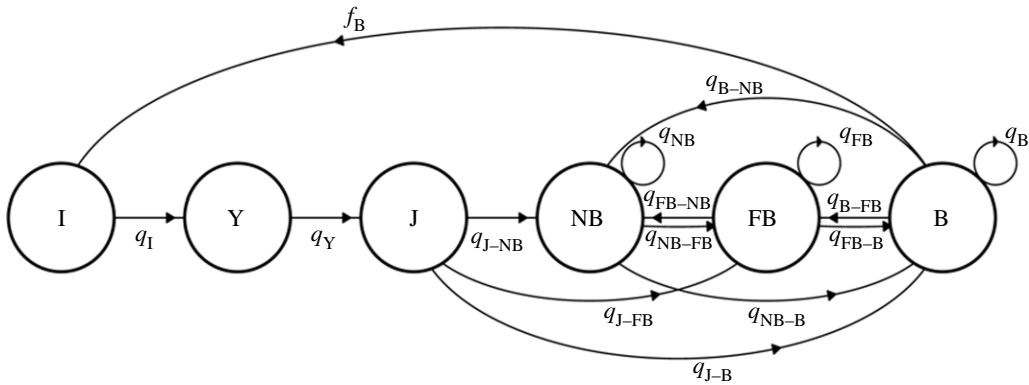 f_B
q_B–NB
q_NB
q_FB
q_B
I
Y
J
NB
FB
B
q_FB–NB
q_B–FB
q_I
q_Y
q_J–NB
q_NB–FB
q_FB–B
q_J–FB
q_NB–B
q_J–B